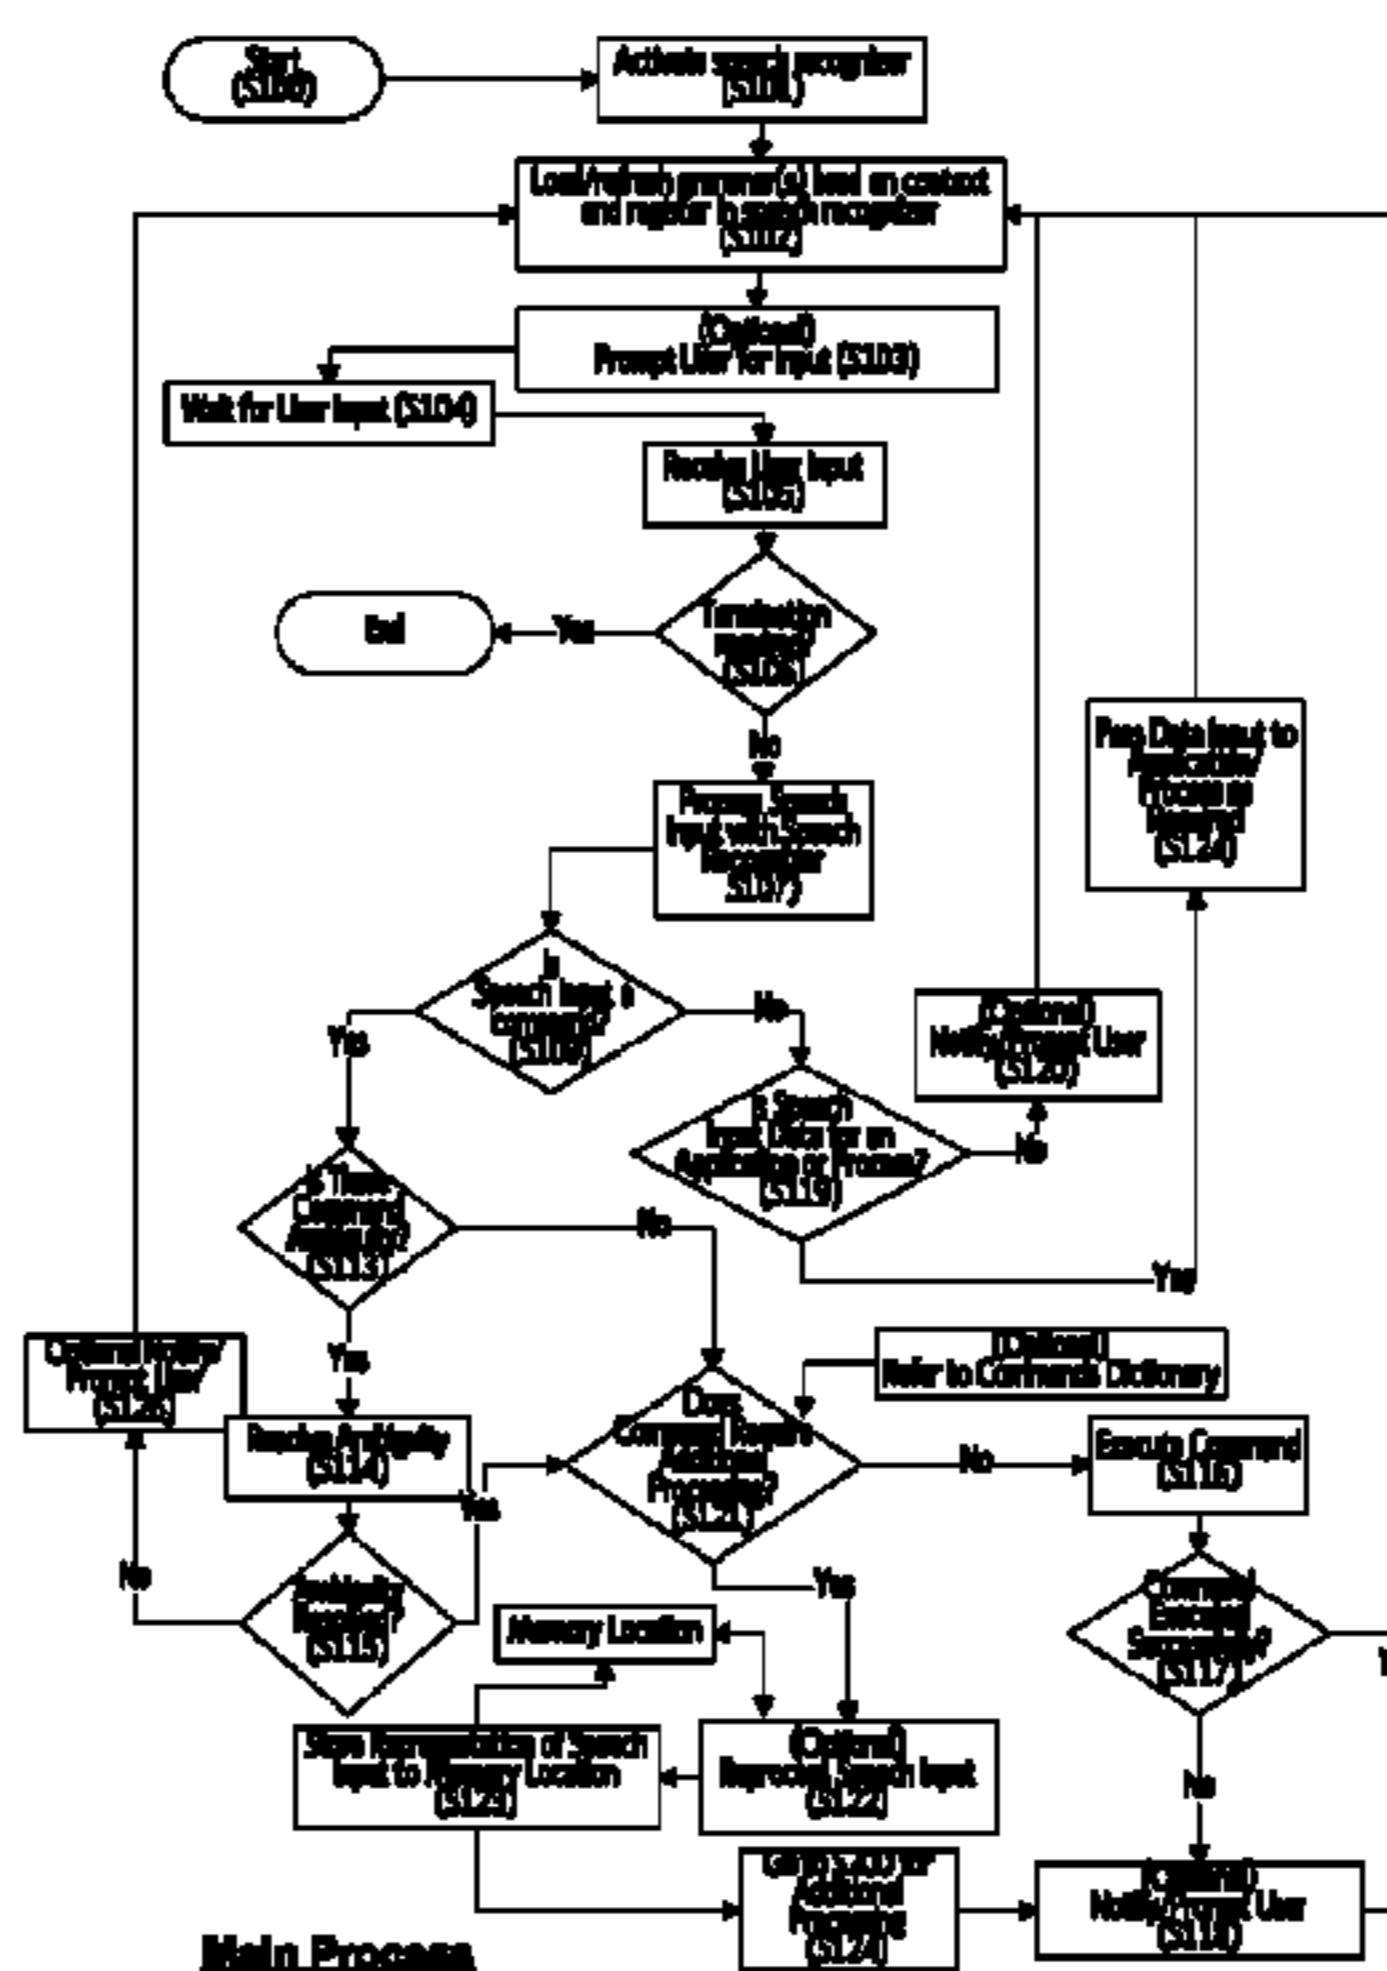 Start
(S100)
Activate speech recognizer
(S101)
Load/refresh grammar(s) based on context
and register in speech recognizer
(S102)
(Optional)
Prompt User for Input (S103)
Wait for User Input (S104)
Receive User Input
(S105)
Termination
(S106)
End
Yes
No
Process Speech
Input with Speech
Recognizer
S107)
Pass Data Input to
Application/
Process as
Required
(S124)
Is
Speech Input a
command?
No
Yes
(Optional)
Notify/Prompt User
(S120)
Is Speech
Input Data for an
Application or Process?
(S119)
No
Is There
Command
Ambiguity?
(S113)
No
Yes
Yes
Optional Notify/
Prompt User
(Optional)
Refer to Commands Dictionary
Resolve Ambiguity
(S114)
Does
Command Require
Additional
Processing?
(S121)
No
Execute Command
(S116)
Yes
No
Ambiguity
Resolved?
(S115)
Yes
Command
Executed
Successfully?
(S117)
Memory Location
Store Representation of Speech
Input to Memory Location
(S123)
(Optional)
Reprocess Speech Input
(S122)
No
Go to S200 for
Additional
Processing
(S124)
(Optional)
Notify/Prompt User
(S118)
Main Process